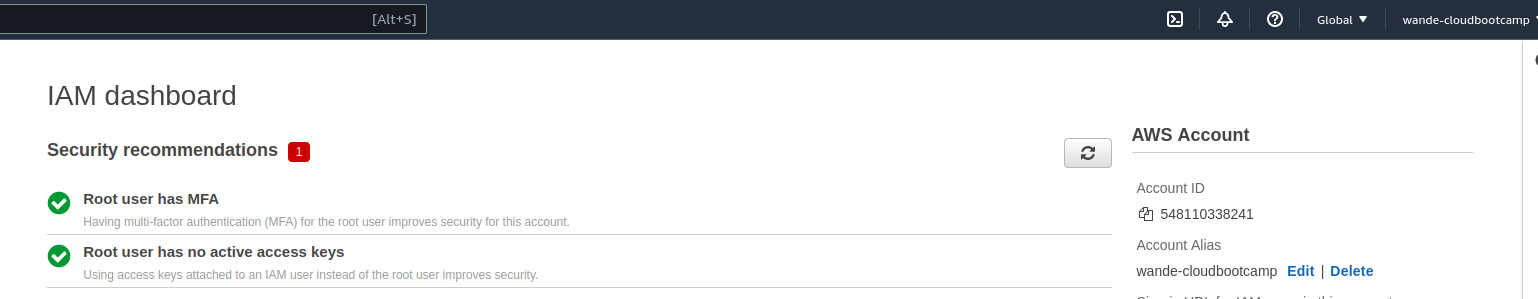 [Alt+S]
Global
wande-cloudbootcamp
IAM dashboard
Security recommendations 1
Root user has MFA
Having multi-factor authentication (MFA) for the root user improves security for this account.
Root user has no active access keys
Using access keys attached to an IAM user instead of the root user improves security.
AWS Account
Account ID
548110338241
Account Alias
wande-cloudbootcamp Edit | Delete